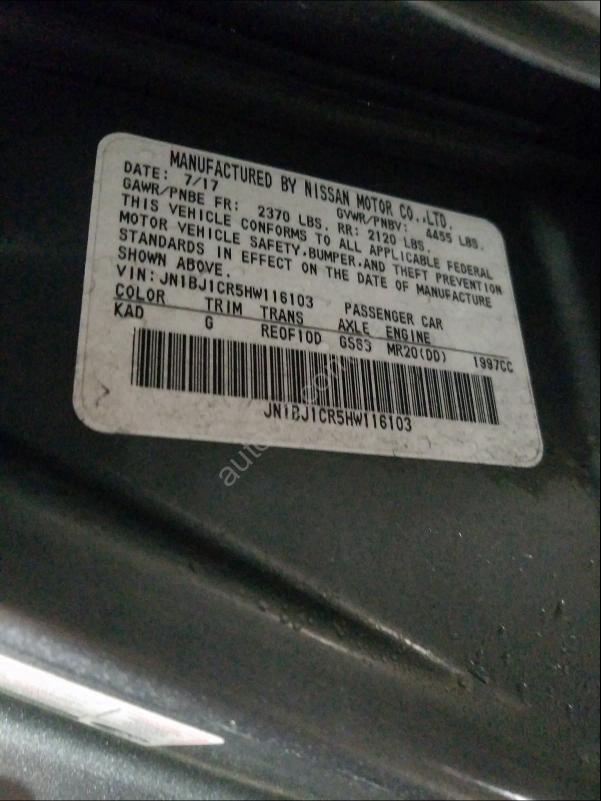 MANUFACTURED BY NISSAN MOTOR CO.,LTD.
DATE: 7/17 GVWR/PNBV: 4455 LBS.
GAWR/PNBE FR: 2370 LBS. RR: 2120 LBS.
THIS VEHICLE CONFORMS TO ALL APPLICABLE FEDERAL
MOTOR VEHICLE SAFETY,BUMPER,AND THEFT PREVENTION
STANDARDS IN EFFECT ON THE DATE OF MANUFACTURE
SHOWN ABOVE.
VIN: JN1BJ1CR5HW116103 PASSENGER CAR
COLOR TRIM TRANS AXLE ENGINE
KAD G RE0F10D GS63 MR20(DD) 1997CC
JN1BJ1CR5HW116103